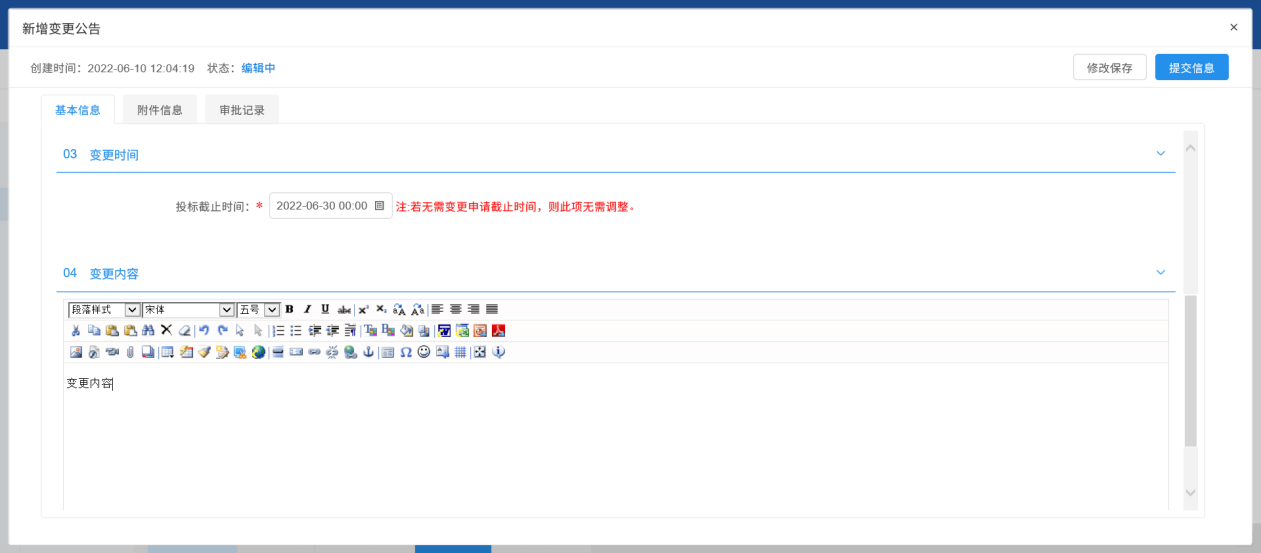 新增变更公告 ×
创建时间：2022-06-10 12:04:19 状态：编辑中 修改保存 提交信息
基本信息 附件信息 审批记录
03 变更时间
投标截止时间：* 2022-06-30 00:00 注:若无需变更申请截止时间，则此项无需调整。
04 变更内容
段落样式 宋体 五号
变更内容